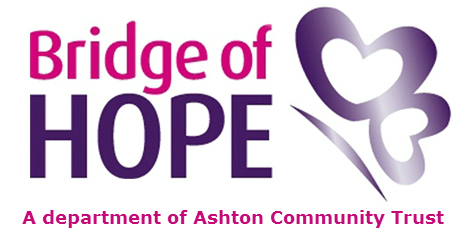 Bridge of
HOPE
A department of Ashton Community Trust